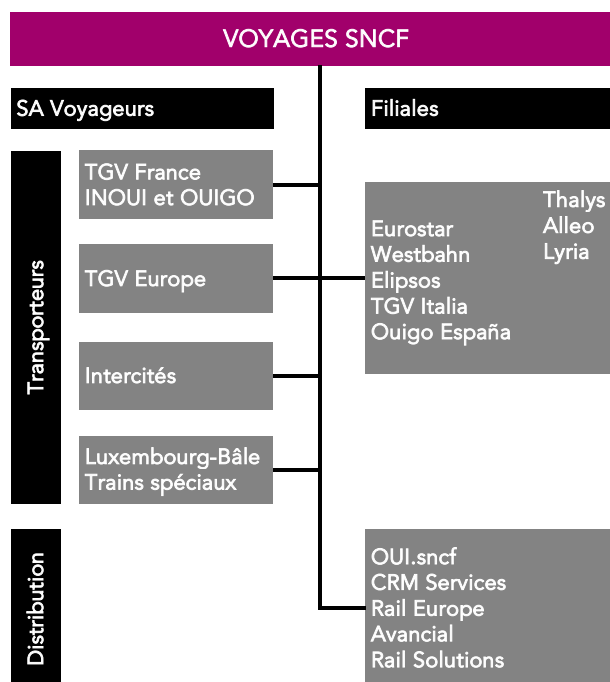 VOYAGES SNCF
SA Voyageurs
Filiales
Transporteurs
TGV France
INOUI et OUIGO
TGV Europe
Intercités
Luxembourg-Bâle
Trains spéciaux
Eurostar
Westbahn
Elipsos
TGV Italia
Ouigo España
Thalys
Alleo
Lyria
Distribution
OUI.sncf
CRM Services
Rail Europe
Avancial
Rail Solutions